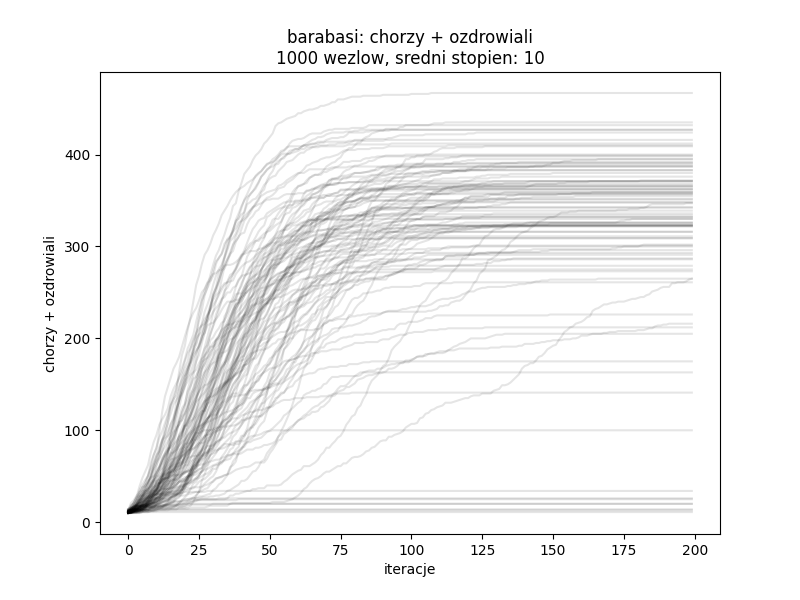 barabasi: chorzy + ozdrowiali
1000 wezlow, sredni stopien: 10
chorzy + ozdrowiali
400
300
200
100
0
0 25 50 75 100 125 150 175 200
iteracje